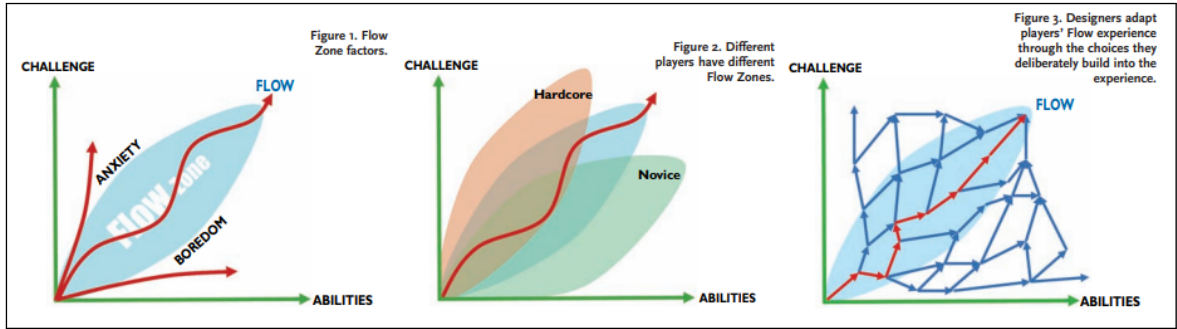 Figure 1. Flow
Zone factors.
CHALLENGE
FLOW
ANXIETY
Flow zone
BOREDOM
ABILITIES
Figure 2. Different
players have different
Flow Zones.
CHALLENGE
Hardcore
Novice
ABILITIES
Figure 3. Designers adapt
players’ Flow experience
through the choices they
deliberately build into the
experience.
CHALLENGE
FLOW
ABILITIES